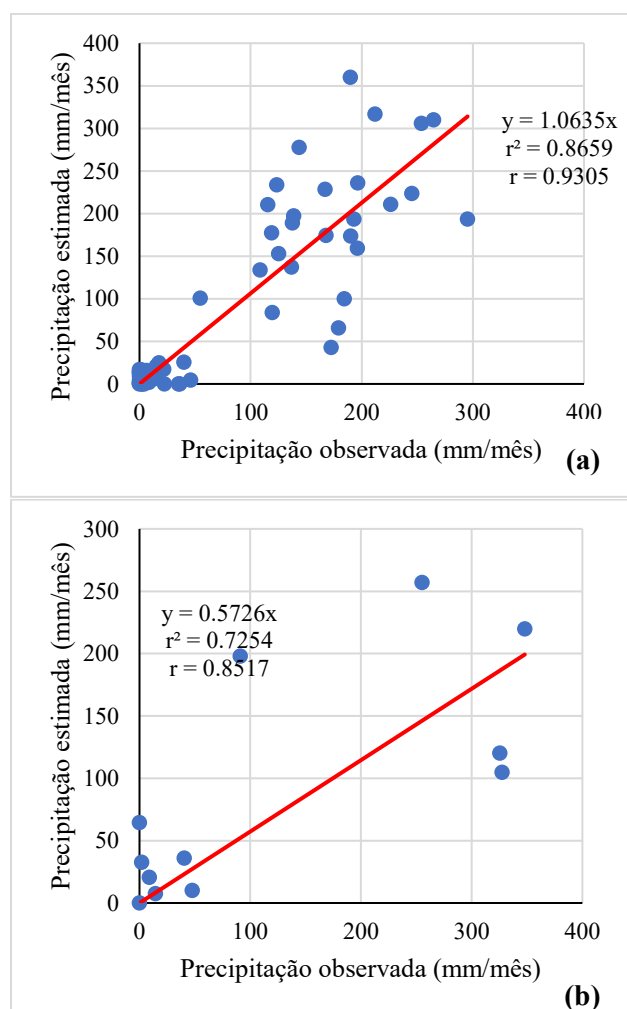 400
350
300
250
200
150
100
50
0
Precipitação estimada (mm/mês)
y = 1.0635x
r² = 0.8659
r = 0.9305
0 100 200 300 400
Precipitação observada (mm/mês)
(a)
300
250
200
150
100
50
0
Precipitação estimada (mm/mês)
y = 0.5726x
r² = 0.7254
r = 0.8517
0 100 200 300 400
Precipitação observada (mm/mês)
(b)